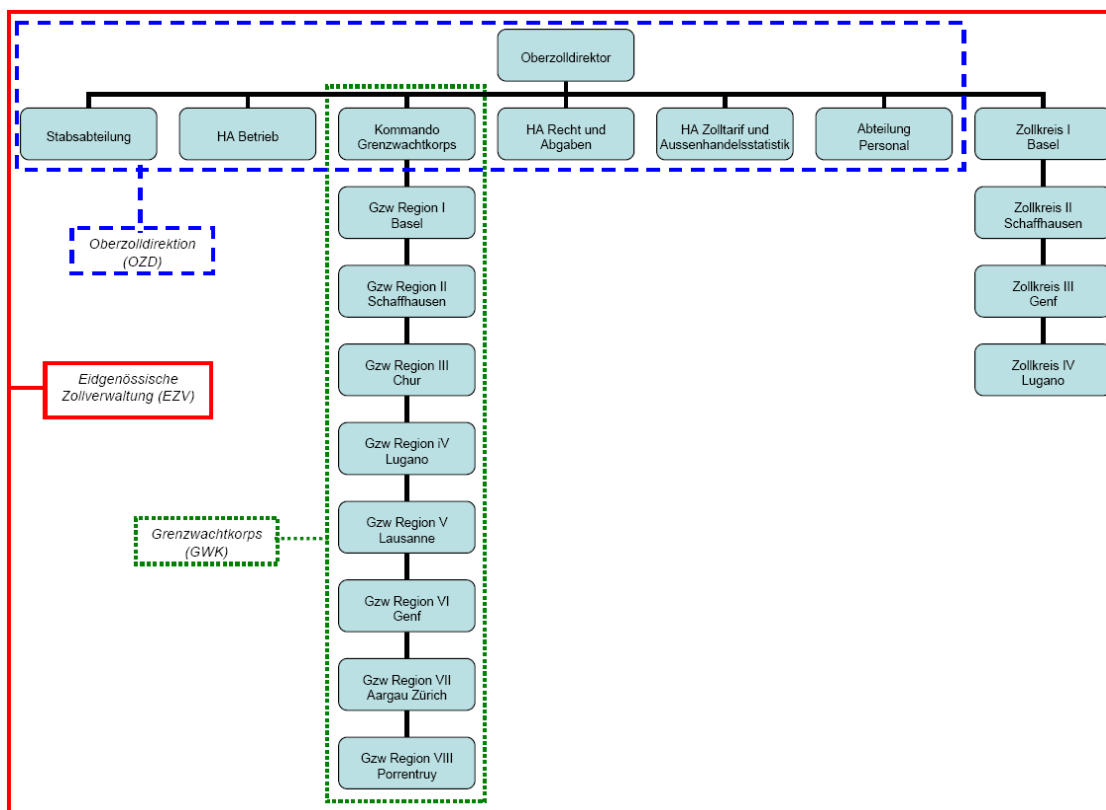 Oberzolldirektor
Stabsabteilung
HA Betrieb
Kommando
Grenzwachtkorps
HA Recht und
Abgaben
HA Zolltarif und
Aussenhandelsstatistik
Abteilung
Personal
Zollkreis I
Basel
Gzw Region I
Basel
Zollkreis II
Schaffhausen
Oberzolldirektion
(OZD)
Gzw Region II
Schaffhausen
Zollkreis III
Genf
Gzw Region III
Chur
Zollkreis IV
Lugano
Eidgenössische
Zollverwaltung (EZV)
Gzw Region iV
Lugano
Gzw Region V
Lausanne
Grenzwachtkorps
(GWK)
Gzw Region VI
Genf
Gzw Region VII
Aargau Zürich
Gzw Region VIII
Porrentruy